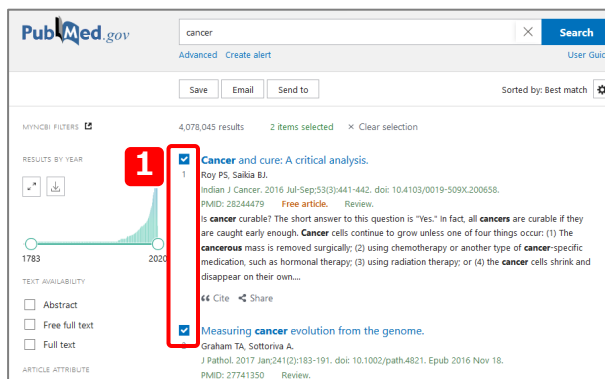 PubMed.gov
cancer
Search
Advanced Create alert
User Guid
Save Email Send to
Sorted by: Best match
MYNCBI FILTERS
4,078,045 results 2 items selected × Clear selection
RESULTS BY YEAR
1
Cancer and cure: A critical analysis.
1
Roy PS, Saikia BJ.
Indian J Cancer. 2016 Jul-Sep;53(3):441-442. doi: 10.4103/0019-509X.200658.
PMID: 28244479 Free article. Review.
Is cancer curable? The short answer to this question is "Yes." In fact, all cancers are curable if they
are caught early enough. Cancer cells continue to grow unless one of four things occur: (1) The
cancerous mass is removed surgically; (2) using chemotherapy or another type of cancer-specific
medication, such as hormonal therapy; (3) using radiation therapy; or (4) the cancer cells shrink and
disappear on their own....
1783 2020
Cite Share
TEXT AVAILABILITY
Abstract
Free full text
Full text
Measuring cancer evolution from the genome.
Graham TA, Sottoriva A.
J Pathol. 2017 Jan;241(2):183-191. doi: 10.1002/path.4821. Epub 2016 Nov 18.
PMID: 27741350 Review.
ARTICLE ATTRIBUTE